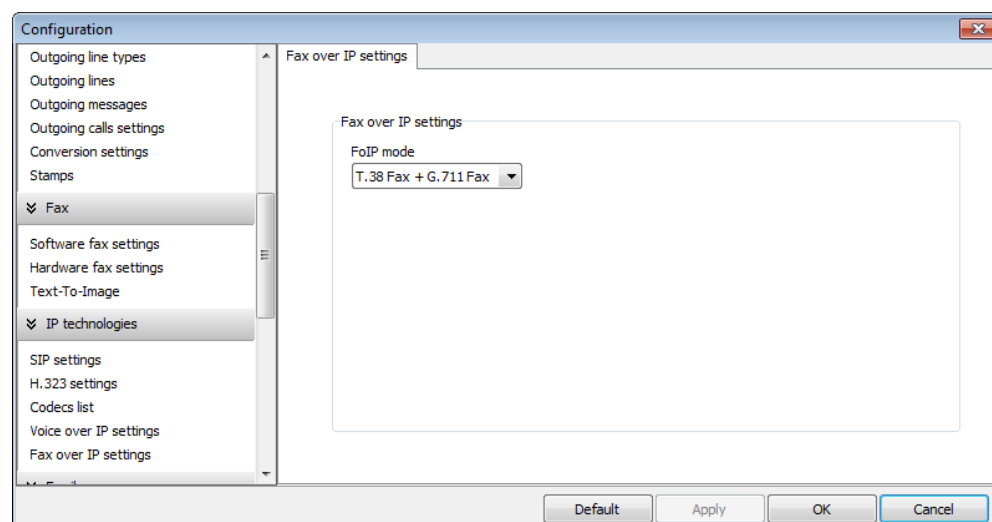 Configuration
Outgoing line types
Outgoing lines
Outgoing messages
Outgoing calls settings
Conversion settings
Stamps
Fax
Software fax settings
Hardware fax settings
Text-To-Image
IP technologies
SIP settings
H.323 settings
Codecs list
Voice over IP settings
Fax over IP settings
Fax over IP settings
Fax over IP settings
FoIP mode
T.38 Fax + G.711 Fax
Default
Apply
OK
Cancel